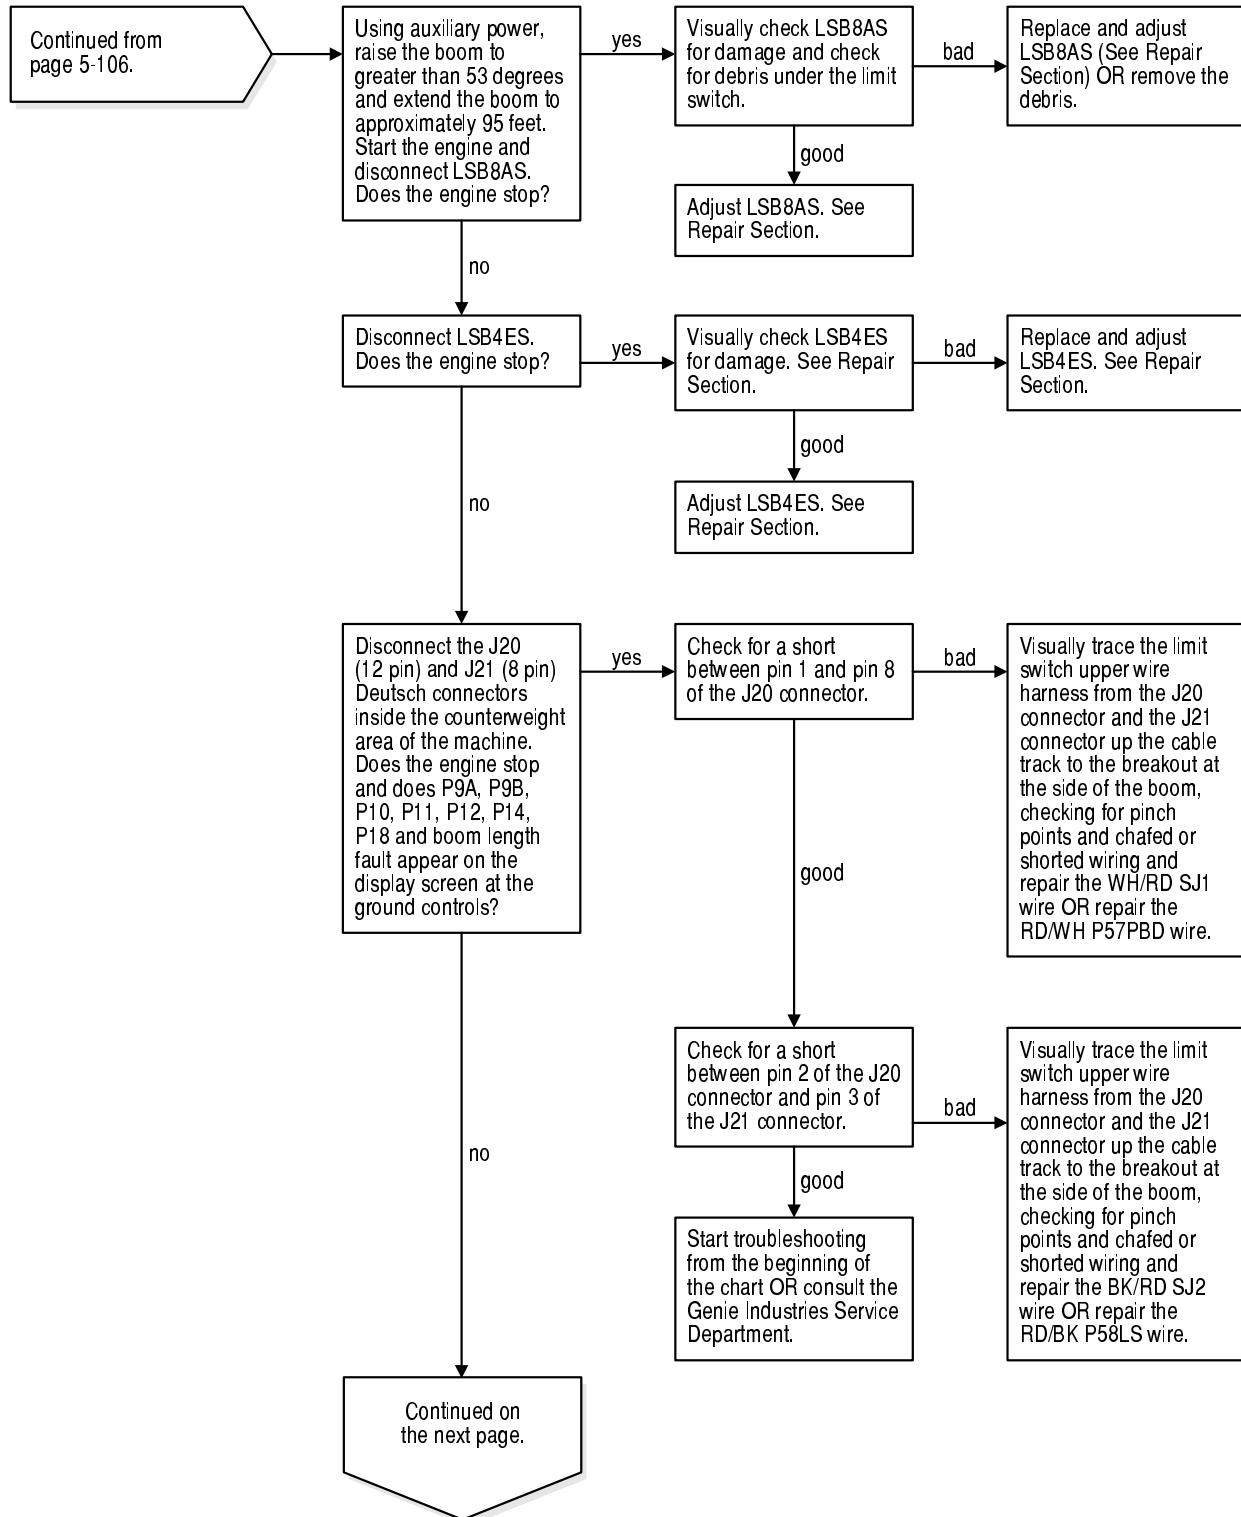 Continued from
page 5-106.
Using auxiliary power,
raise the boom to
greater than 53 degrees
and extend the boom to
approximately 95 feet.
Start the engine and
disconnect LSB8AS.
Does the engine stop?
yes
Visually check LSB8AS
for damage and check
for debris under the limit
switch.
bad
Replace and adjust
LSB8AS (See Repair
Section) OR remove the
debris.
good
Adjust LSB8AS. See
Repair Section.
no
Disconnect LSB4ES.
Does the engine stop?
yes
Visually check LSB4ES
for damage. See Repair
Section.
bad
Replace and adjust
LSB4ES. See Repair
Section.
good
Adjust LSB4ES. See
Repair Section.
no
Disconnect the J20
(12 pin) and J21 (8 pin)
Deutsch connectors
inside the counterweight
area of the machine.
Does the engine stop
and does P9A, P9B,
P10, P11, P12, P14,
P18 and boom length
fault appear on the
display screen at the
ground controls?
yes
Check for a short
between pin 1 and pin 8
of the J20 connector.
bad
Visually trace the limit
switch upper wire
harness from the J20
connector and the J21
connector up the cable
track to the breakout at
the side of the boom,
checking for pinch
points and chafed or
shorted wiring and
repair the WH/RD SJ1
wire OR repair the
RD/WH P57PBD wire.
good
Check for a short
between pin 2 of the J20
connector and pin 3 of
the J21 connector.
bad
Visually trace the limit
switch upper wire
harness from the J20
connector and the J21
connector up the cable
track to the breakout at
the side of the boom,
checking for pinch
points and chafed or
shorted wiring and
repair the BK/RD SJ2
wire OR repair the
RD/BK P58LS wire.
good
Start troubleshooting
from the beginning of
the chart OR consult the
Genie Industries Service
Department.
no
Continued on
the next page.